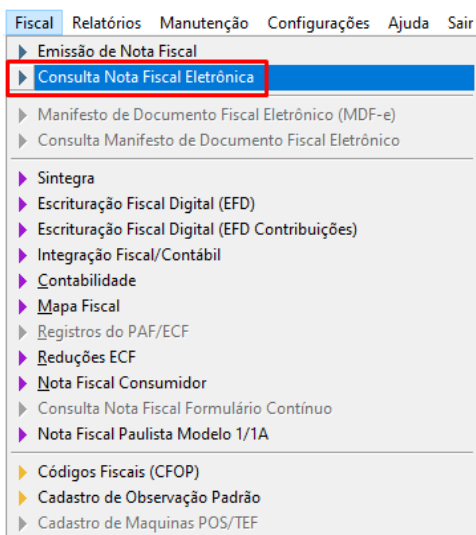 Fiscal Relatórios Manutenção Configurações Ajuda Sair
Emissão de Nota Fiscal
Consulta Nota Fiscal Eletrônica
Manifesto de Documento Fiscal Eletrônico (MDF-e)
Consulta Manifesto de Documento Fiscal Eletrônico
Sintegra
Escrituração Fiscal Digital (EFD)
Escrituração Fiscal Digital (EFD Contribuições)
Integração Fiscal/Contábil
Contabilidade
Mapa Fiscal
Registros do PAF/ECF
Reduções ECF
Nota Fiscal Consumidor
Consulta Nota Fiscal Formulário Contínuo
Nota Fiscal Paulista Modelo 1/1A
Códigos Fiscais (CFOP)
Cadastro de Observação Padrão
Cadastro de Maquinas POS/TEF